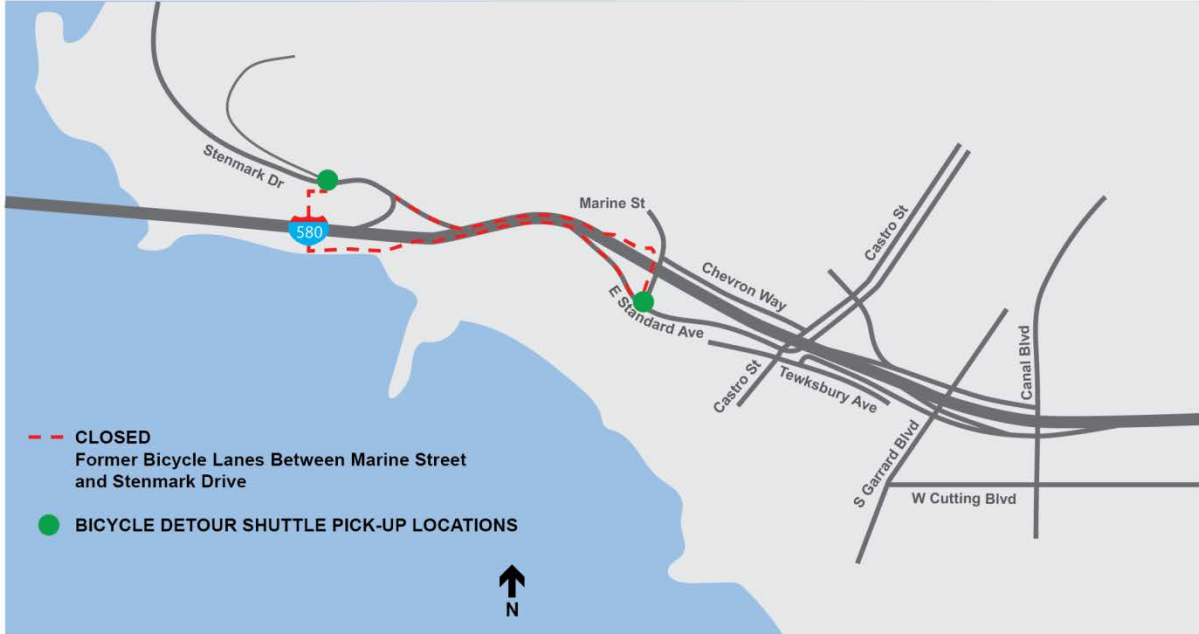 Stenmark Dr
580
Marine St
Castro St
Chevron Way
E Standard Ave
Canal Blvd
Castro St
Tewksbury Ave
S Garrard Blvd
W Cutting Blvd
CLOSED
Former Bicycle Lanes Between Marine Street
and Stenmark Drive
BICYCLE DETOUR SHUTTLE PICK-UP LOCATIONS
N